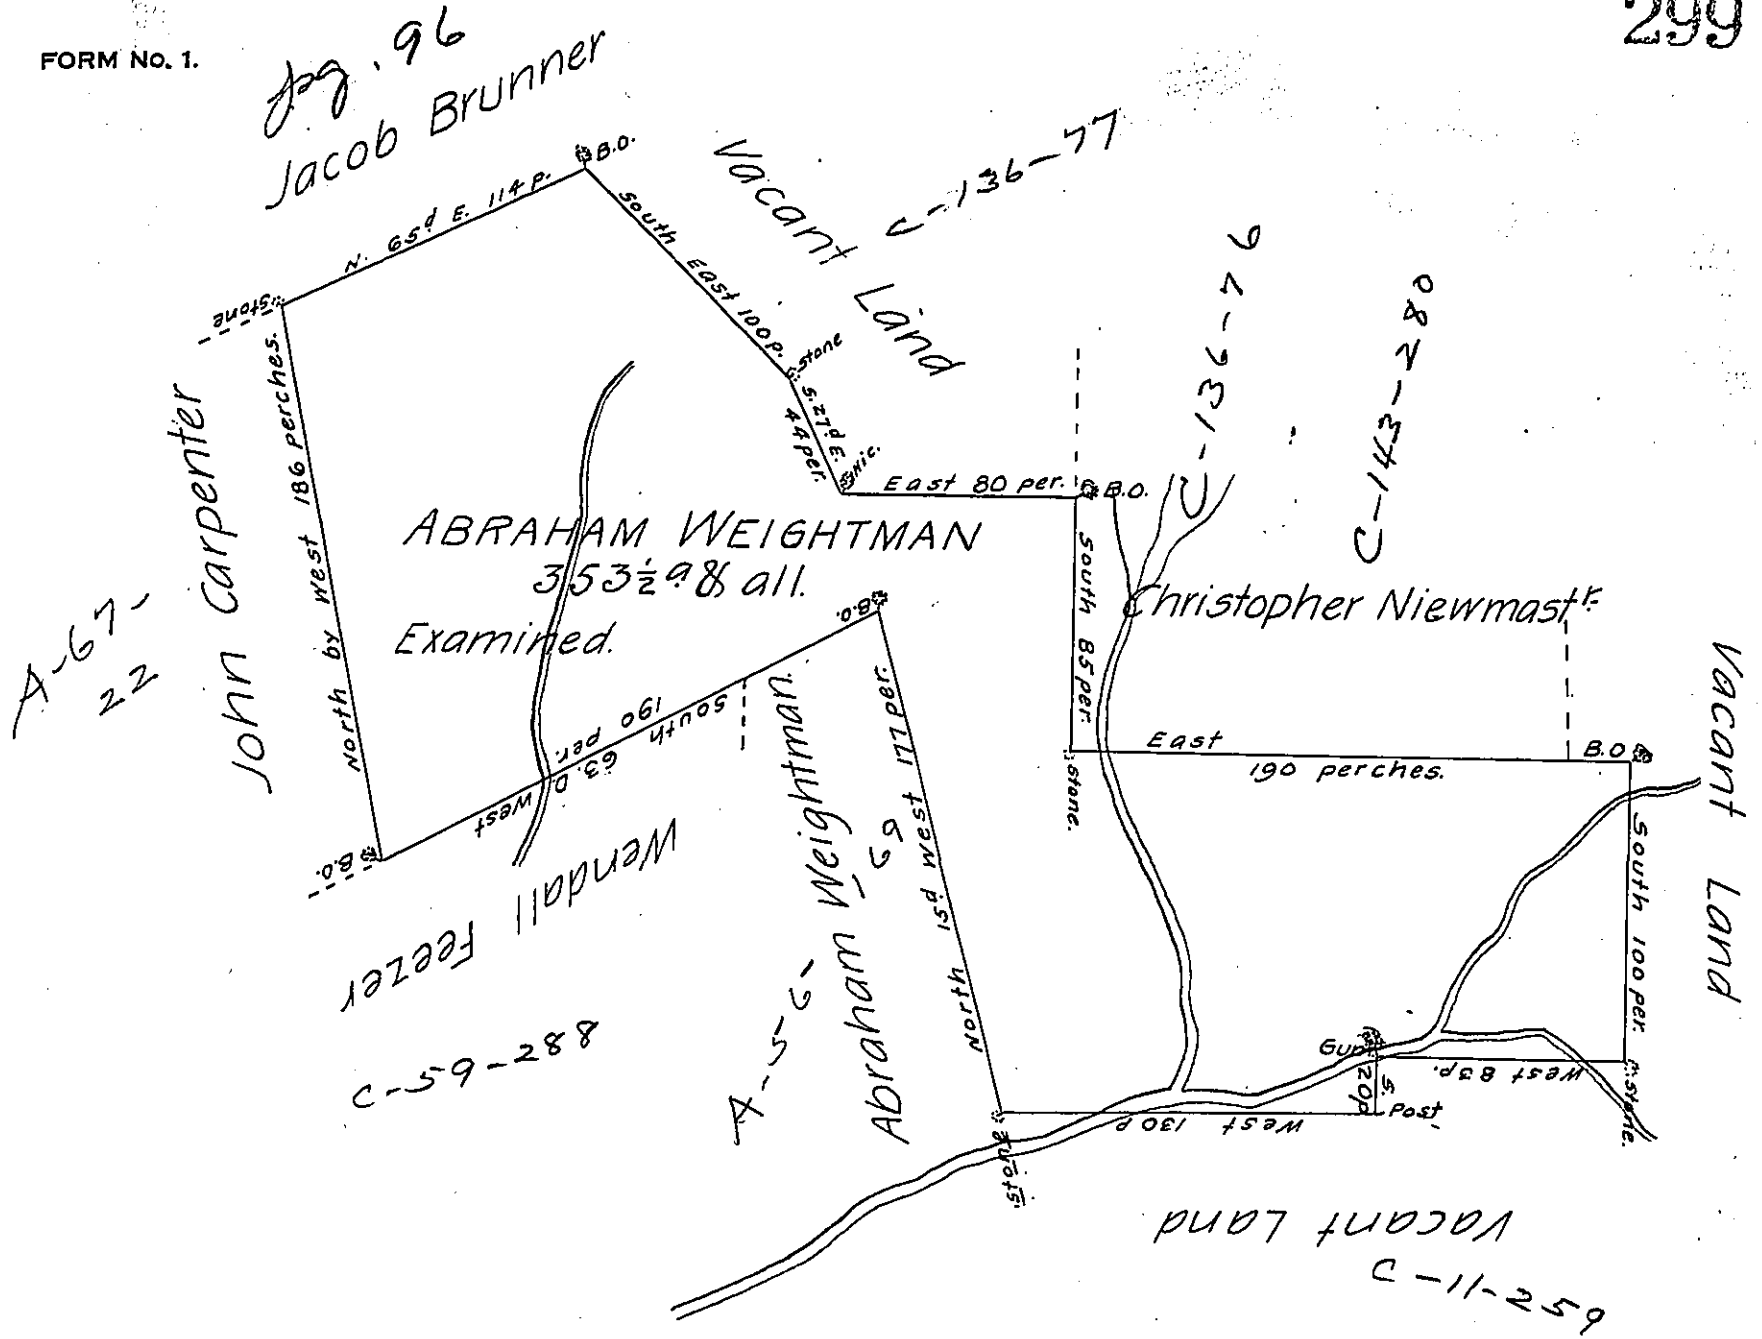 299
FORM NO. 1.
pg. 96
Jacob Brunner
B.O.
N. 65d E. 114 p.
South East 100 p.
Vacant Land
C-136-77
Stone
Stone
S. 27d E.
44 per.
Hic.
East 80 per.
B.O.
C-136-76
C-143-280
John Carpenter
A-67-
22
North by West 186 perches.
ABRAHAM WEIGHTMAN
353½ a & all.
Examined.
B.O.
South 85 per.
Christopher Niewmastr.
South
63. D. West
190 per.
B.O.
Wendall Feezer
C-59-288
Abraham Weightman.
A-56-
69
North 15d West 177 per.
stone.
East
190 perches.
B.O
Vacant Land
South 100 per.
Stone.
West 83p.
Gum
S.
20p
Post
West 130 p
Stone
Vacant Land
C-11-259